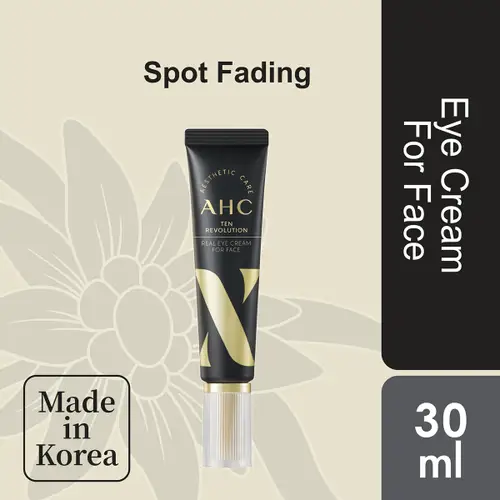 Spot Fading
AESTHETIC CARE
AHC
TEN
REVOLUTION
REAL EYE CREAM
FOR FACE
Made
in
Korea
Eye Cream
For Face
30
ml